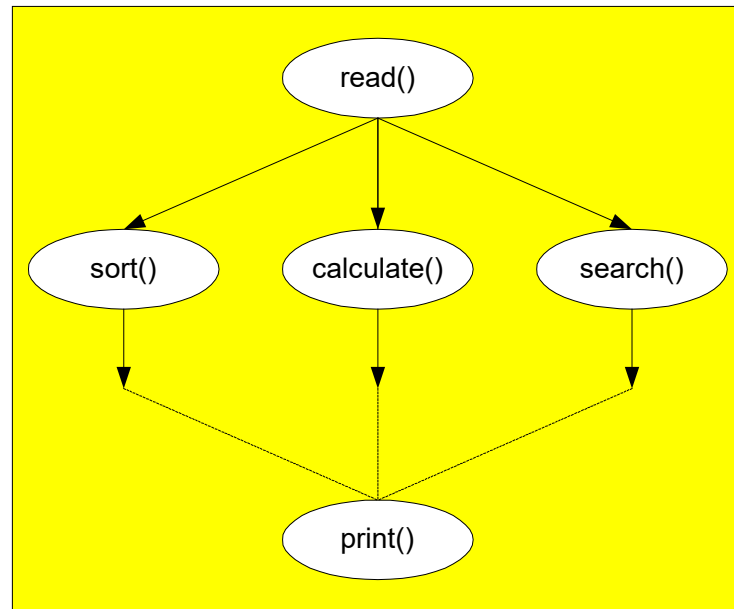 read()
sort()
calculate()
search()
print()